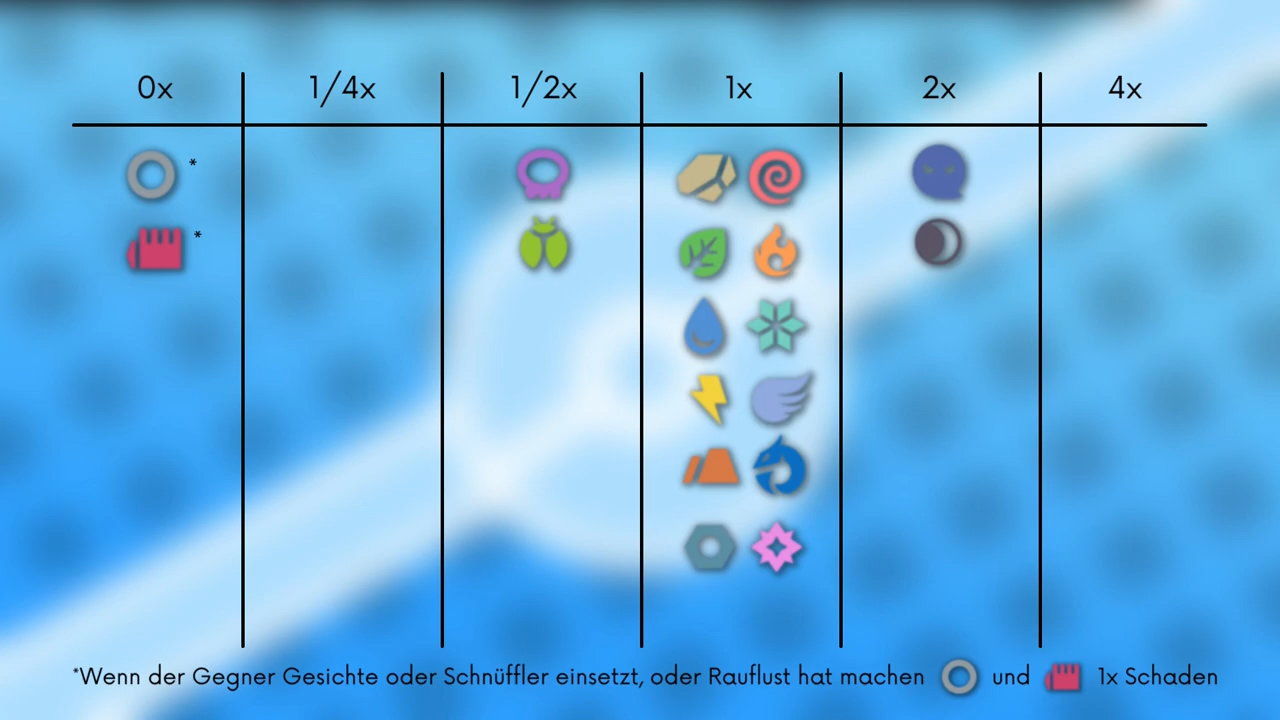 0x 1/4x 1/2x 1x 2x 4x
*
*
*Wenn der Gegner Gesichte oder Schnüffler einsetzt, oder Rauflust hat machen und 1x Schaden